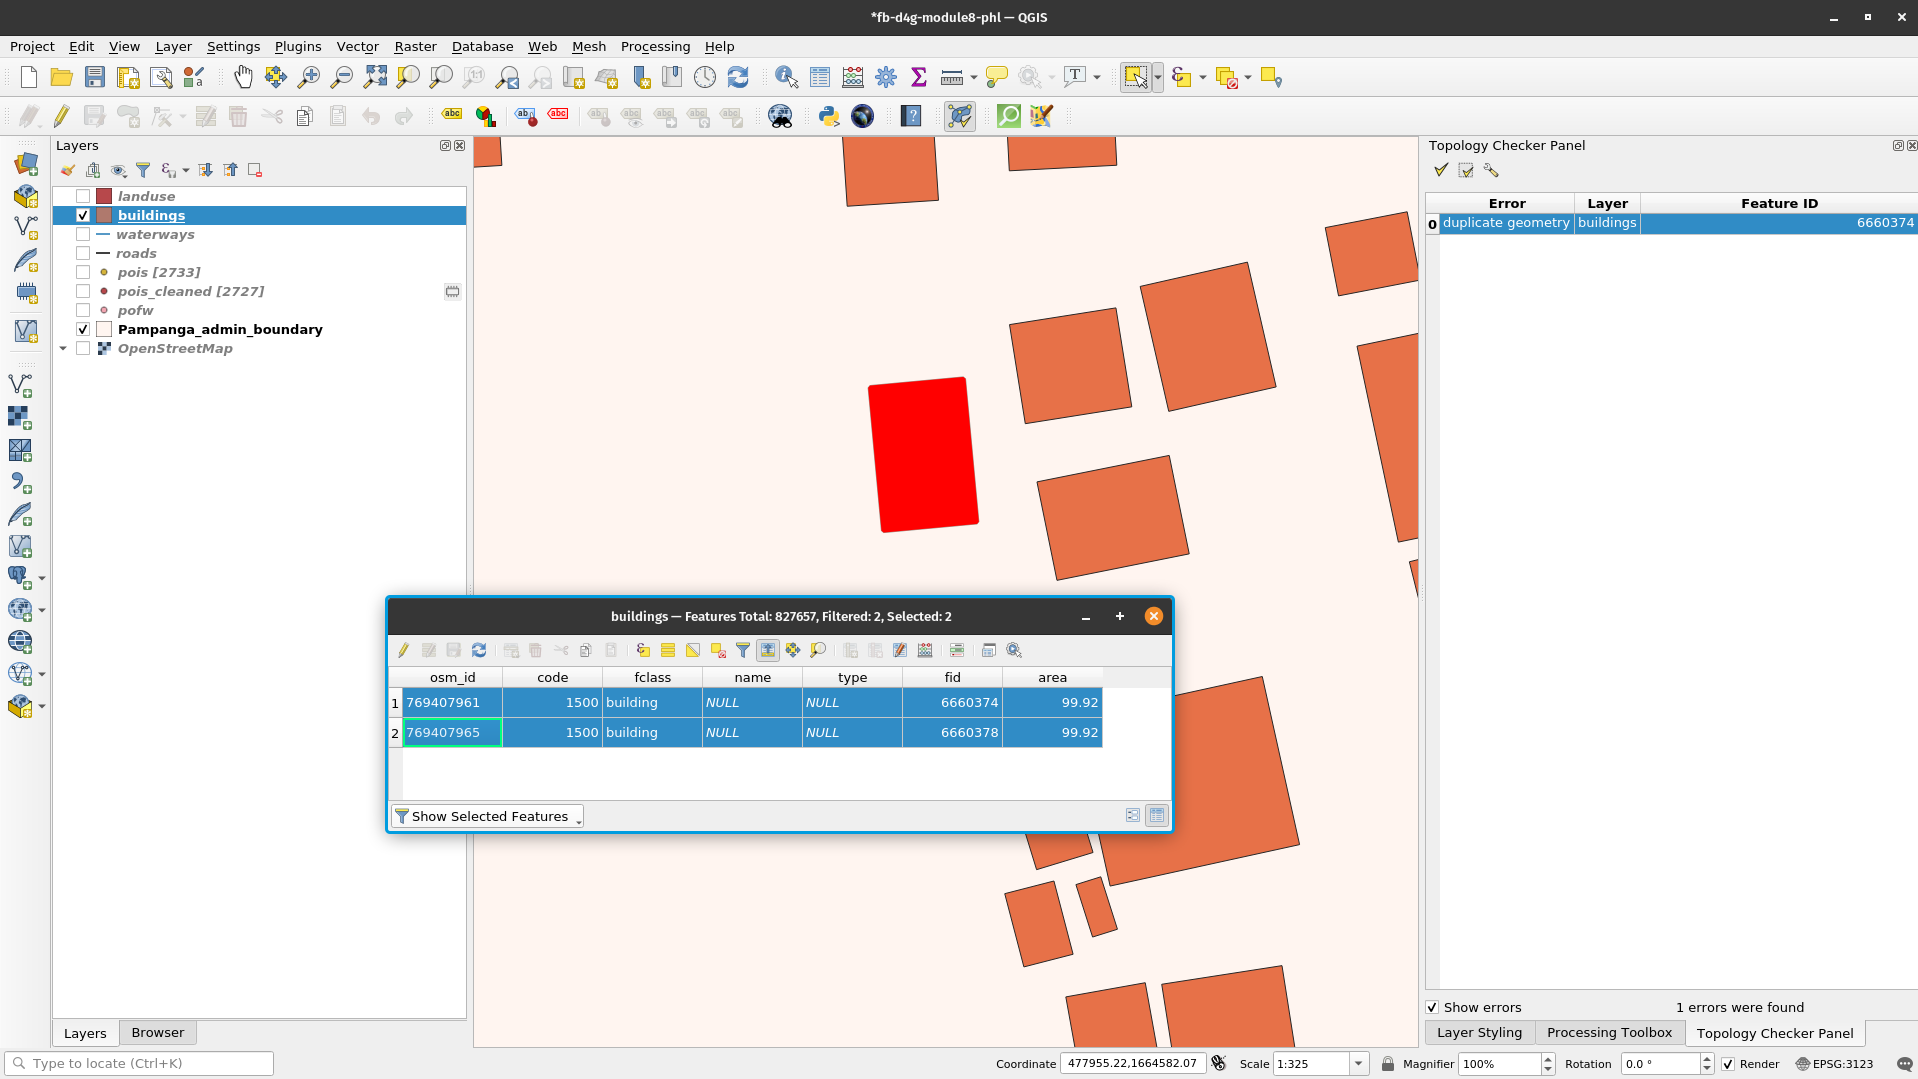 *fb-d4g-module8-phl — QGIS
Project Edit View Layer Settings Plugins Vector Raster Database Web Mesh Processing Help
Layers
landuse
buildings
waterways
roads
pois [2733]
pois_cleaned [2727]
pofw
Pampanga_admin_boundary
OpenStreetMap
Topology Checker Panel
Error Layer Feature ID
0 duplicate geometry buildings 6660374
buildings — Features Total: 827657, Filtered: 2, Selected: 2
osm_id code fclass name type fid area
1 769407961 1500 building NULL NULL 6660374 99.92
2 769407965 1500 building NULL NULL 6660378 99.92
Show Selected Features
Show errors 1 errors were found
Layers Browser
Layer Styling Processing Toolbox Topology Checker Panel
Type to locate (Ctrl+K) Coordinate 477955.22,1664582.07 Scale 1:325 Magnifier 100% Rotation 0.0 ° Render EPSG:3123